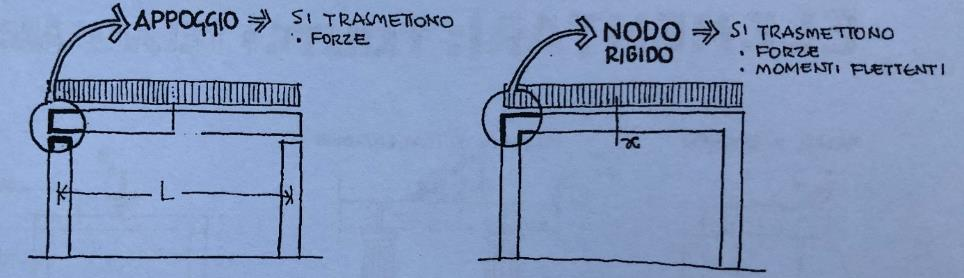 APPOGGIO ⇒ SI TRASMETTONO
• FORZE
L
NODO RIGIDO ⇒ SI TRASMETTONO
• FORZE
• MOMENTI FLETTENTI
x